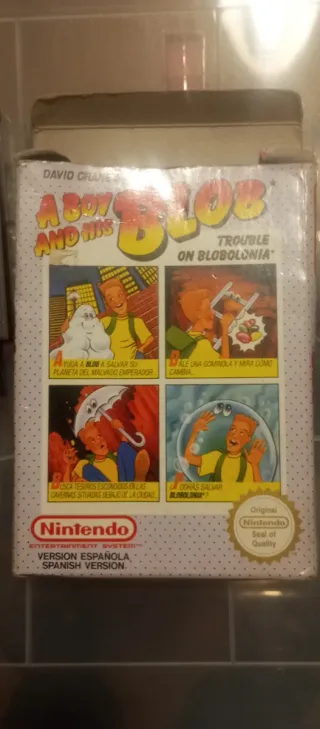 DAVID CRANE'S
A BOY
AND HIS
BLOB
TROUBLE
ON BLOBOLONIA
AYUDA A BLOB A SALVAR SU
PLANETA DEL MALVADO EMPERADOR
DALE UNA GOMINOLA Y MIRA COMO
CAMBIA...
BUSCA TESOROS ESCONDIDOS EN LAS
CAVERNAS SITUADAS DEBAJO DE LA CIUDAD...
¿PODRAS SALVAR
BLOBOLONIA?
Original
Nintendo
Seal of
Quality
Nintendo
ENTERTAINMENT SYSTEM
VERSION ESPAÑOLA
SPANISH VERSION